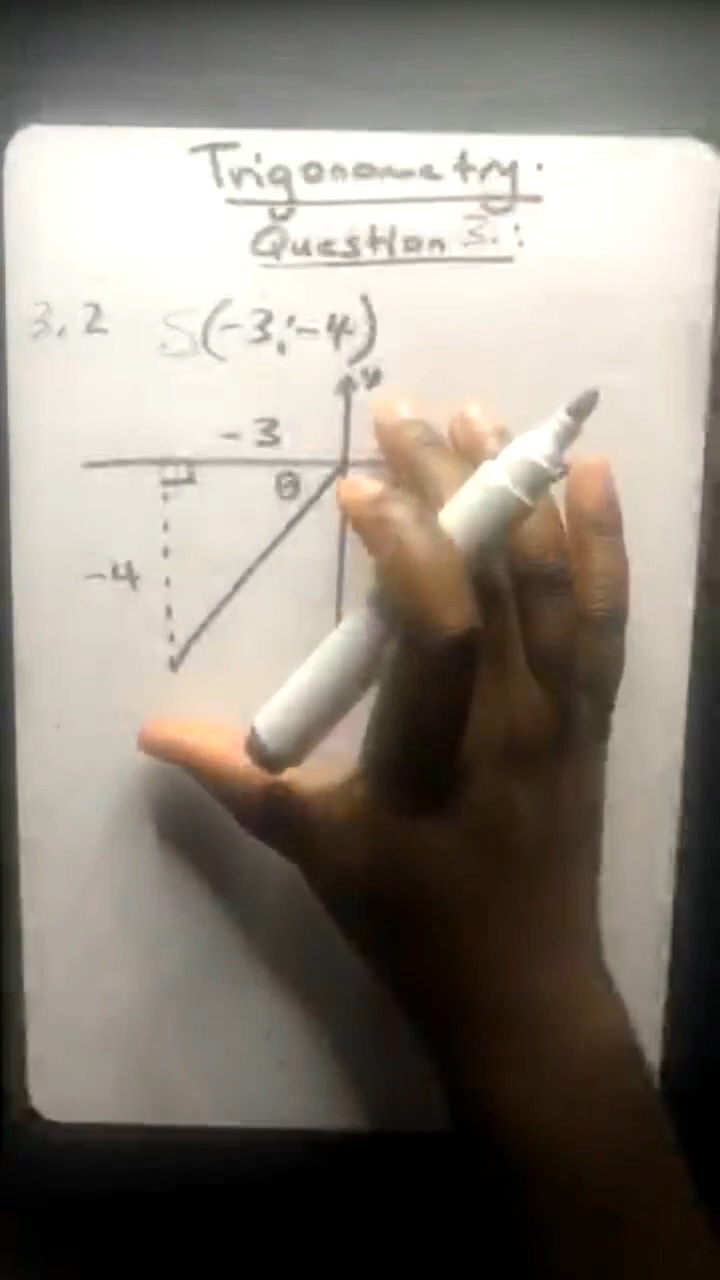 Trigonometry.
Question 3.:
3.2 S(-3;-4)
y
-3
θ
-4